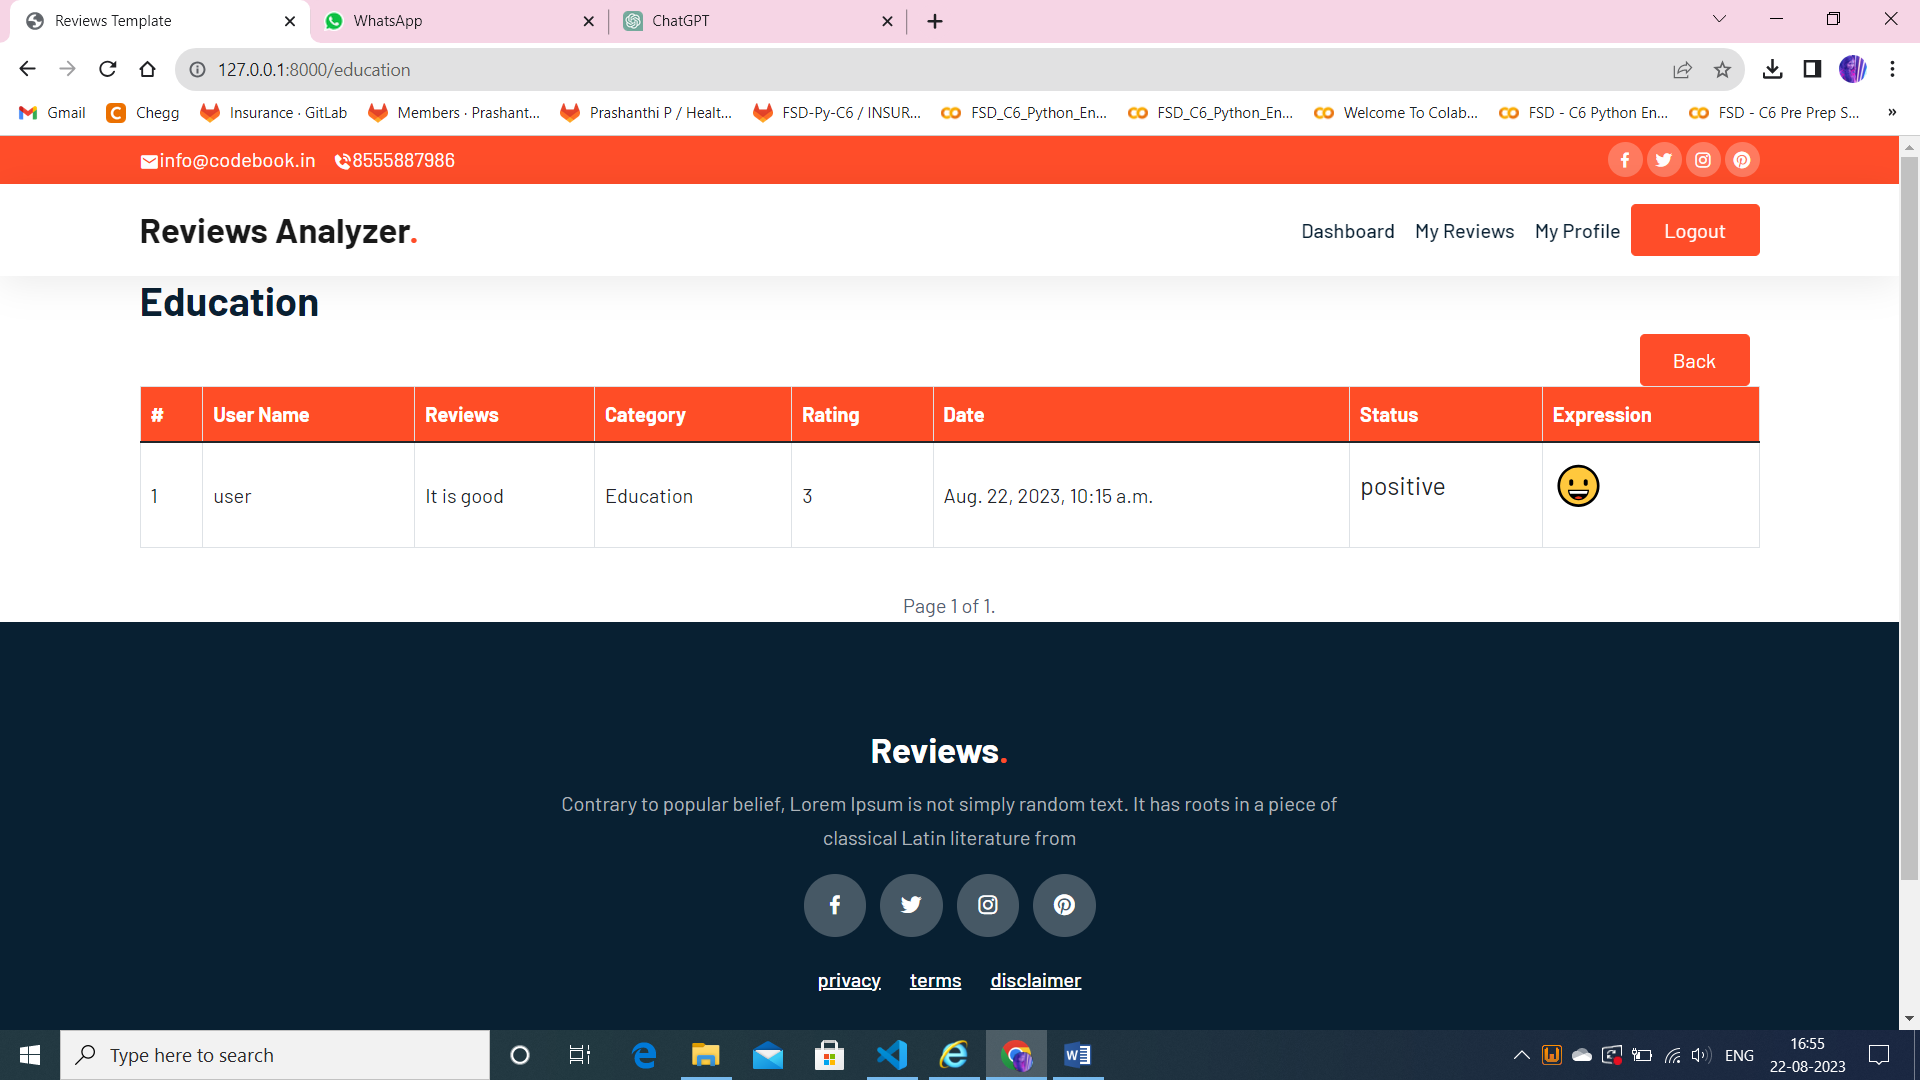 Reviews Template
WhatsApp
ChatGPT
127.0.0.1:8000/education
Gmail
Chegg
Insurance · GitLab
Members · Prashant...
Prashanthi P / Healt...
FSD-Py-C6 / INSUR...
FSD_C6_Python_En...
FSD_C6_Python_En...
Welcome To Colab...
FSD - C6 Python En...
FSD - C6 Pre Prep S...
»
info@codebook.in 8555887986
Reviews Analyzer.
Dashboard My Reviews My Profile Logout
Education
Back
# User Name Reviews Category Rating Date Status Expression
1 user It is good Education 3 Aug. 22, 2023, 10:15 a.m. positive
Page 1 of 1.
Reviews.
Contrary to popular belief, Lorem Ipsum is not simply random text. It has roots in a piece of
classical Latin literature from
privacy terms disclaimer
Type here to search
ENG
16:55
22-08-2023